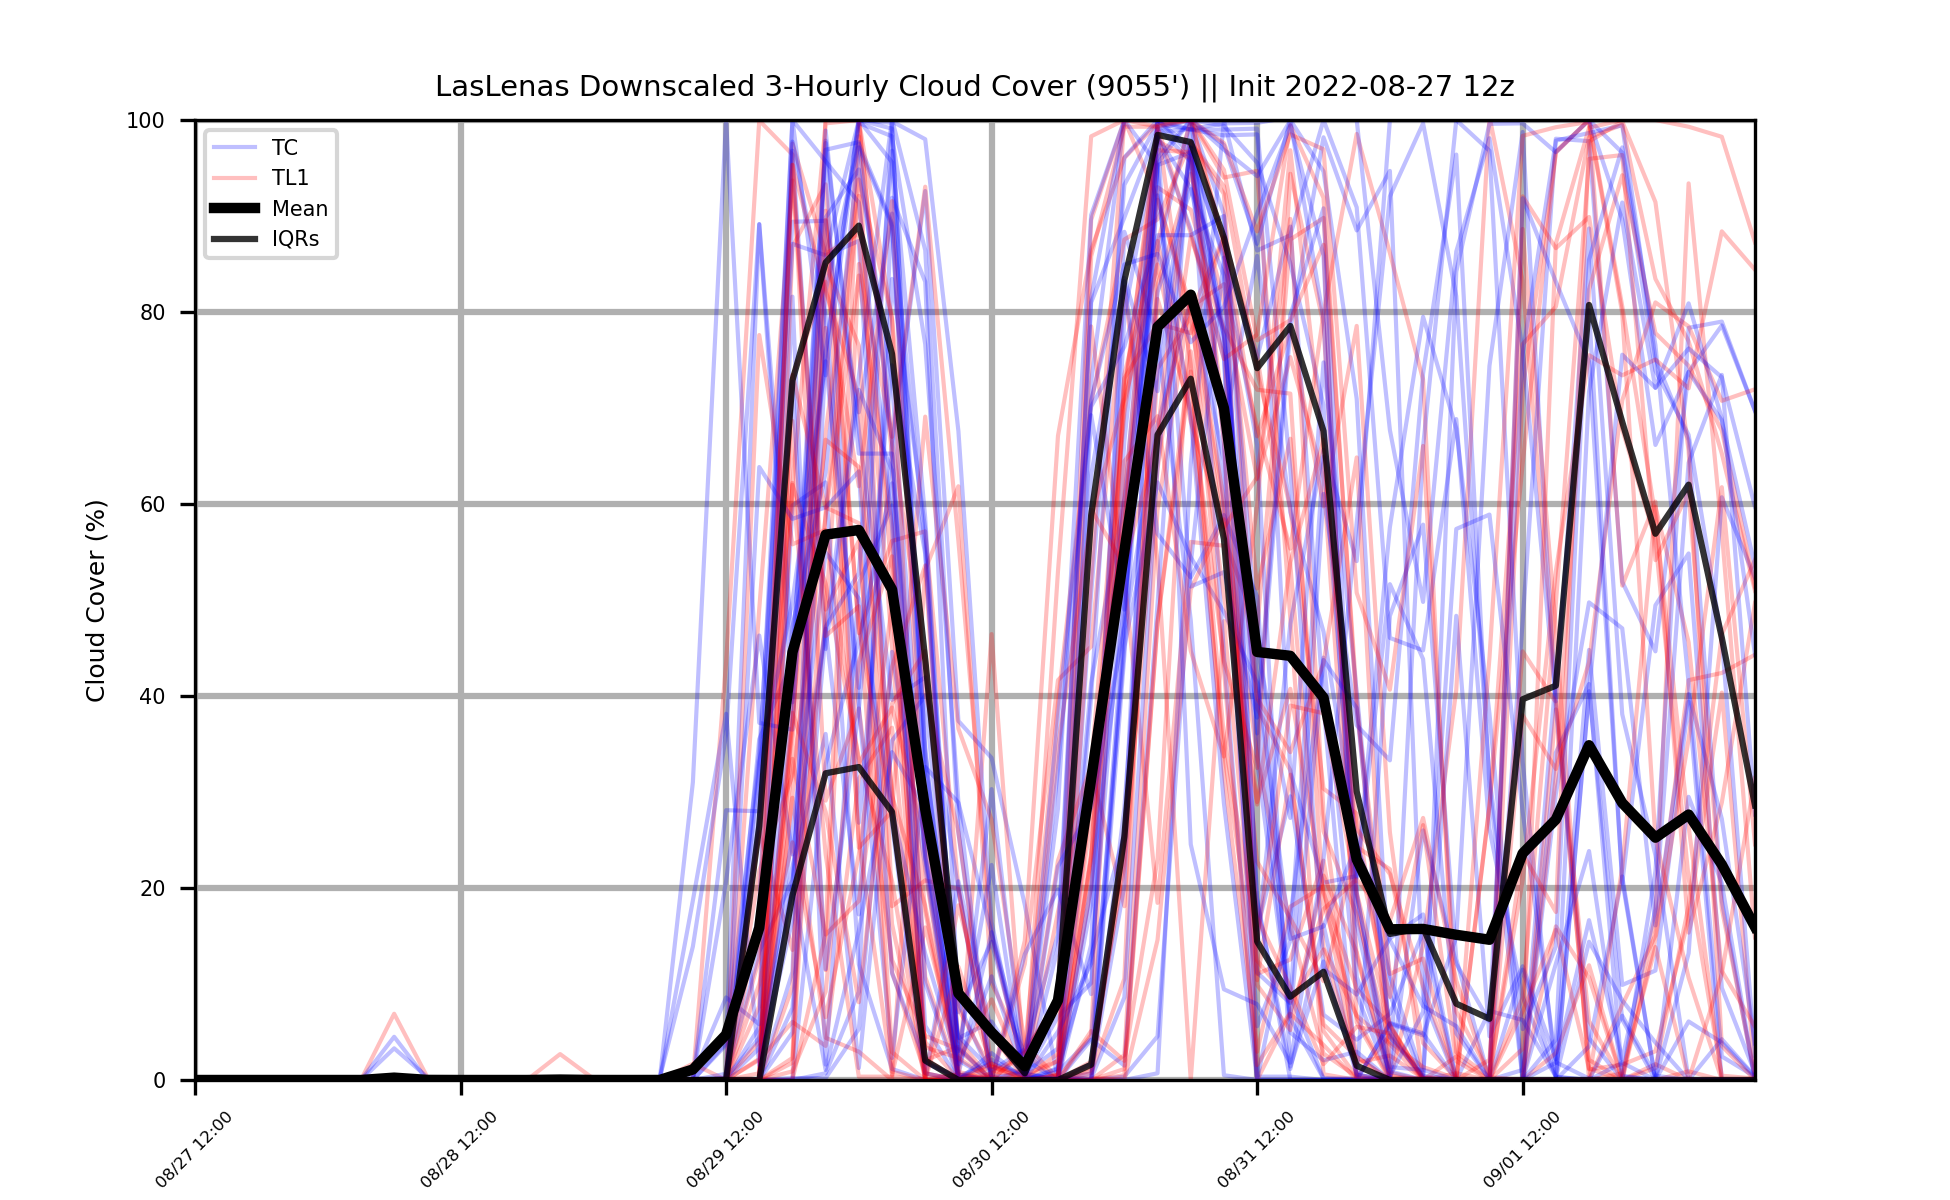 LasLenas Downscaled 3-Hourly Cloud Cover (9055') || Init 2022-08-27 12z
TC
TL1
Mean
IQRs
Cloud Cover (%)
100
80
60
40
20
0
08/27 12:00
08/28 12:00
08/29 12:00
08/30 12:00
08/31 12:00
09/01 12:00